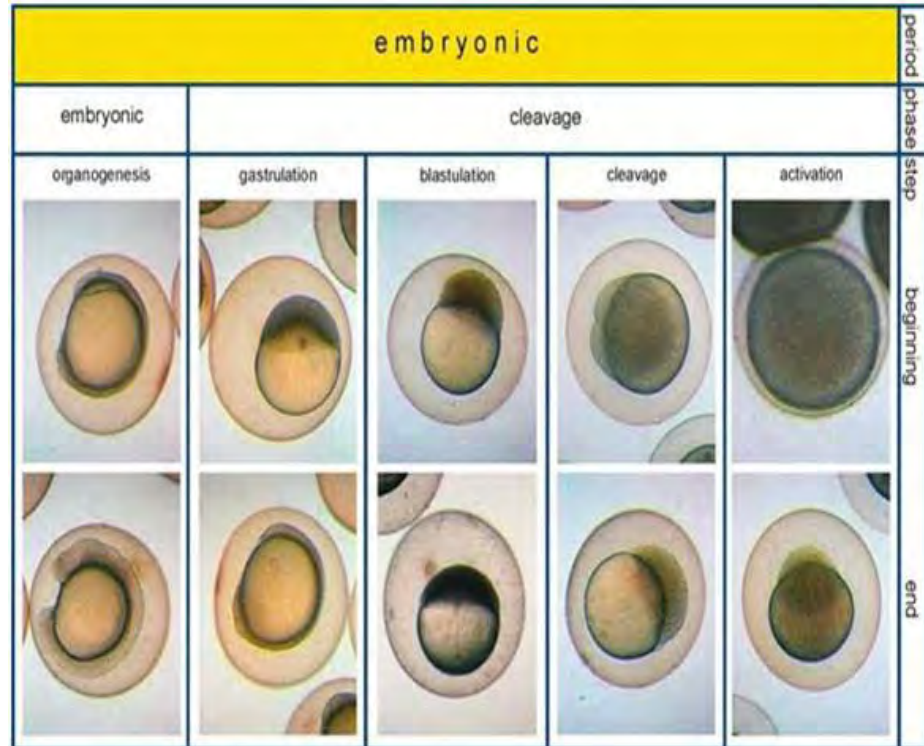 embryonic
period
embryonic
cleavage
phase
organogenesis
gastrulation
blastulation
cleavage
activation
step
beginning
end